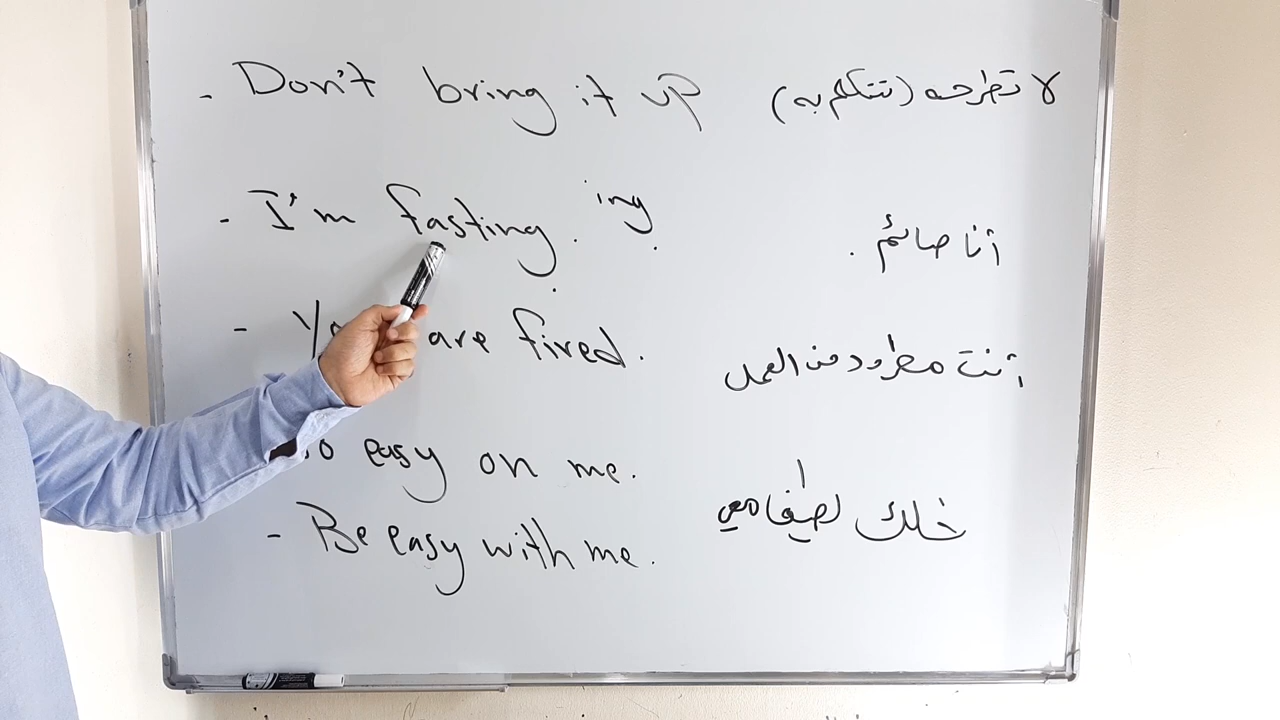 - Don't bring it up لا تطرحه (تتكلم به)
- I'm fasting. ing. أنا صائم.
- are fired. أنت مطرود من العمل
easy on me.
- Be easy with me. خلك لطيفا معي